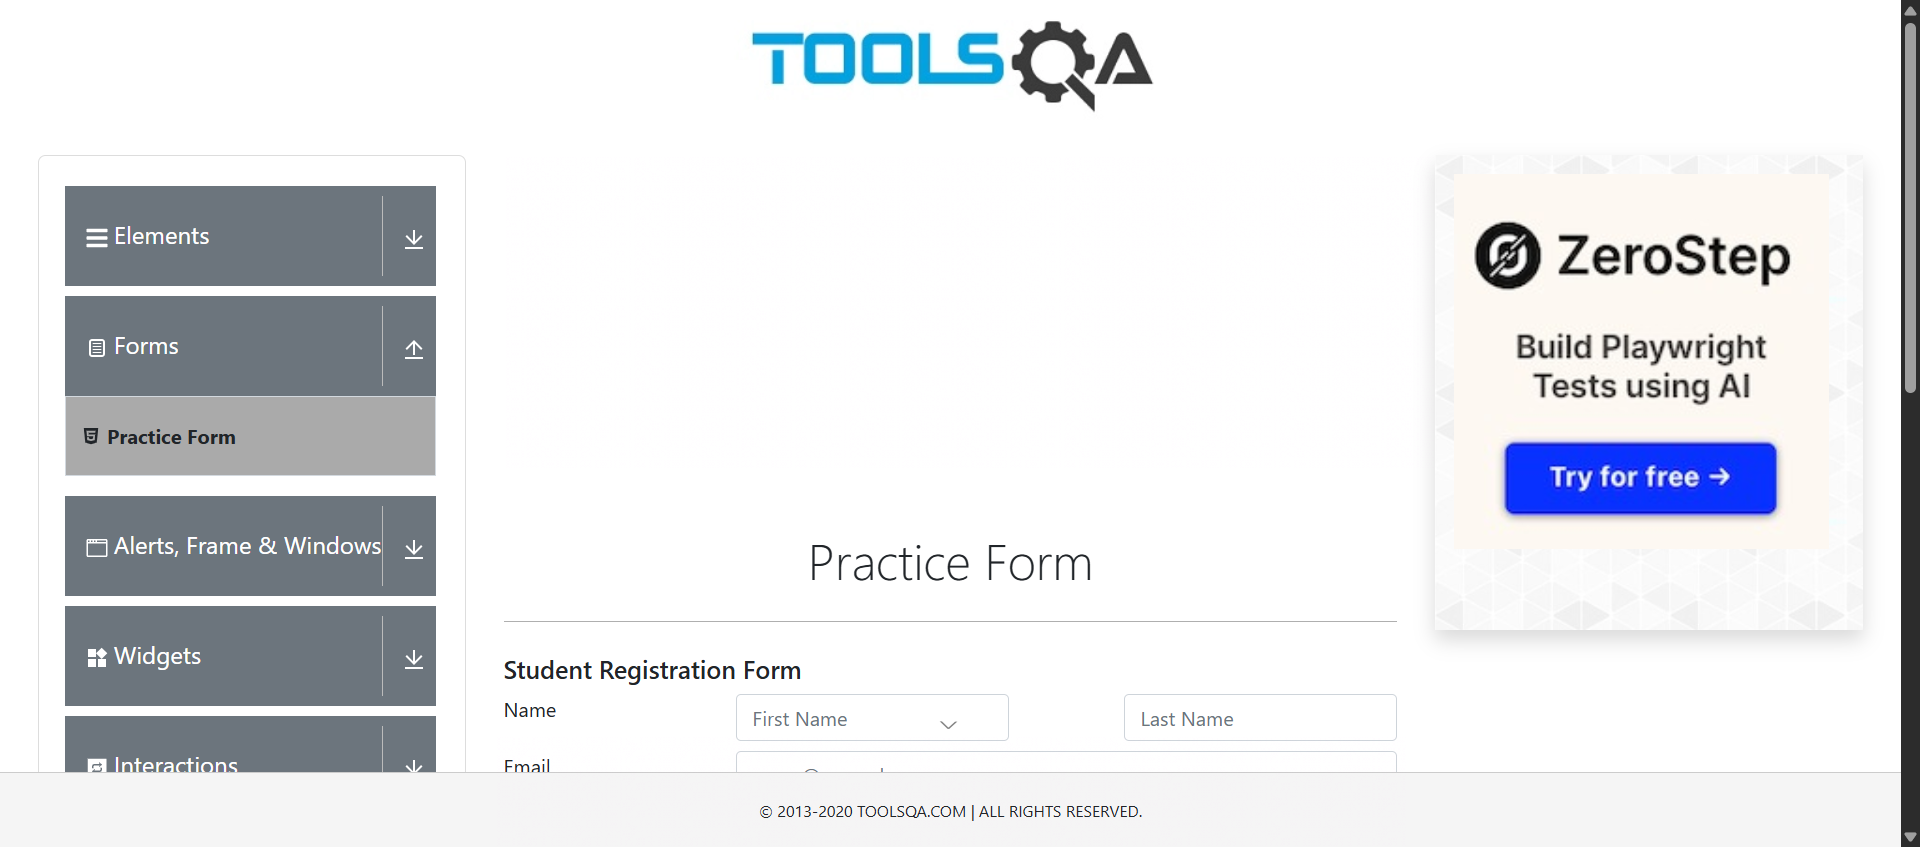 TOOLSQA
Elements
Forms
Practice Form
Alerts, Frame & Windows
Widgets
Interactions
Practice Form
Student Registration Form
Name
First Name
Last Name
Email
ZeroStep
Build Playwright
Tests using AI
Try for free →
© 2013-2020 TOOLSQA.COM | ALL RIGHTS RESERVED.